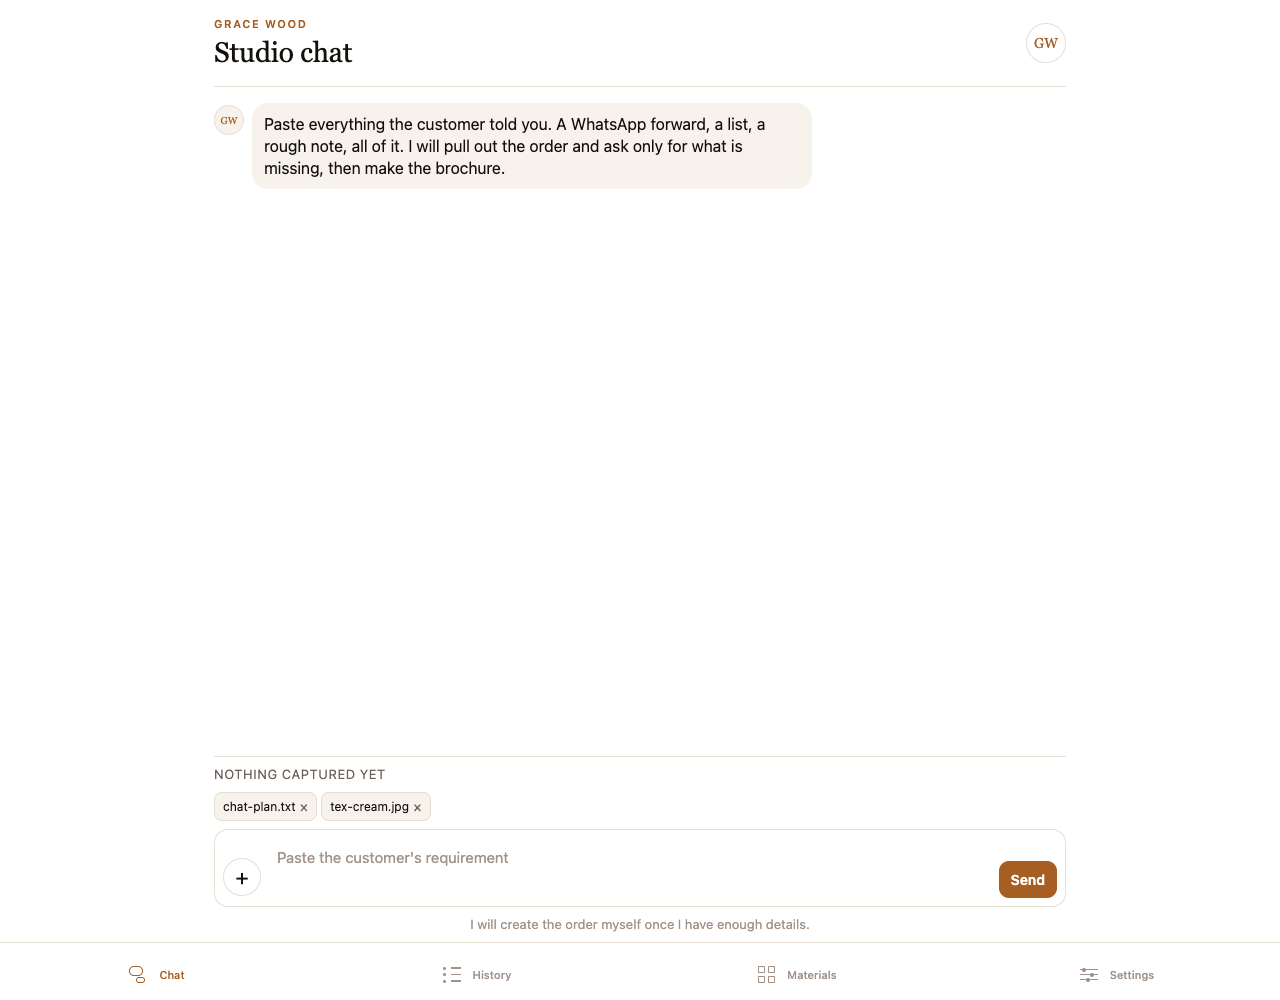 GRACE WOOD
Studio chat
GW
GW
Paste everything the customer told you. A WhatsApp forward, a list, a
rough note, all of it. I will pull out the order and ask only for what is
missing, then make the brochure.
NOTHING CAPTURED YET
chat-plan.txt ×
tex-cream.jpg ×
Paste the customer's requirement
+
Send
I will create the order myself once I have enough details.
Chat
History
Materials
Settings